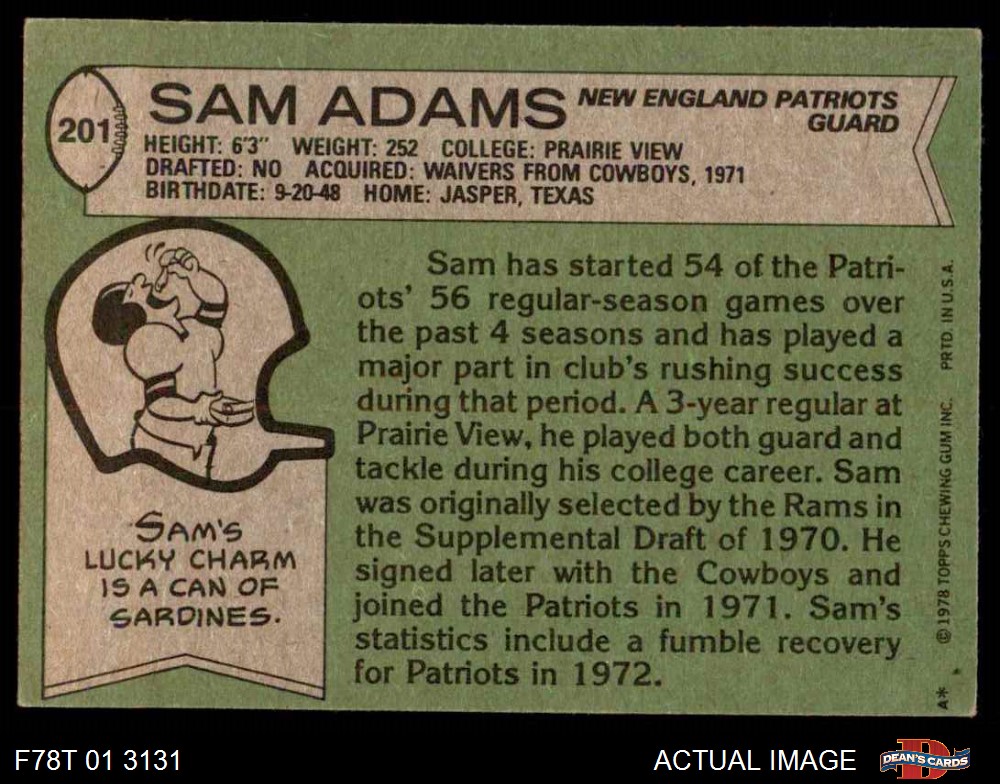 201
SAM ADAMS
NEW ENGLAND PATRIOTS
GUARD
HEIGHT: 6'3" WEIGHT: 252 COLLEGE: PRAIRIE VIEW
DRAFTED: NO ACQUIRED: WAIVERS FROM COWBOYS, 1971
BIRTHDATE: 9-20-48 HOME: JASPER, TEXAS
SAM'S
LUCKY CHARM
IS A CAN OF
SARDINES.
Sam has started 54 of the Patri-
ots' 56 regular-season games over
the past 4 seasons and has played a
major part in club's rushing success
during that period. A 3-year regular at
Prairie View, he played both guard and
tackle during his college career. Sam
was originally selected by the Rams in
the Supplemental Draft of 1970. He
signed later with the Cowboys and
joined the Patriots in 1971. Sam's
statistics include a fumble recovery
for Patriots in 1972.
A* © 1978 TOPPS CHEWING GUM INC. PRTD. IN U.S.A.
F78T 01 3131
ACTUAL IMAGE
D
DEAN'S CARDS